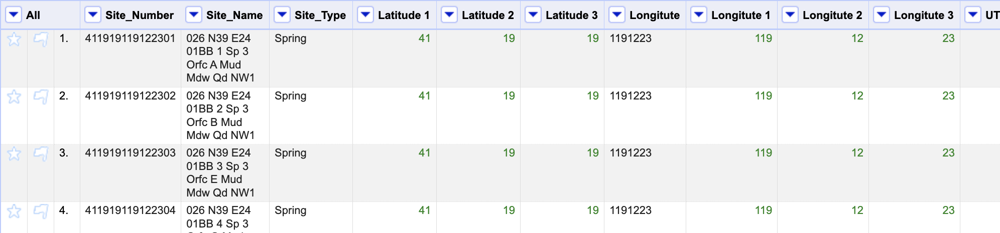 All Site_Number Site_Name Site_Type Latitude 1 Latitude 2 Latitude 3 Longitute Longitute 1 Longitute 2 Longitute 3 UT
1. 411919119122301 026 N39 E24 Spring 41 19 19 1191223 119 12 23
01BB 1 Sp 3
Orfc A Mud
Mdw Qd NW1
2. 411919119122302 026 N39 E24 Spring 41 19 19 1191223 119 12 23
01BB 2 Sp 3
Orfc B Mud
Mdw Qd NW1
3. 411919119122303 026 N39 E24 Spring 41 19 19 1191223 119 12 23
01BB 3 Sp 3
Orfc E Mud
Mdw Qd NW1
4. 411919119122304 026 N39 E24 Spring 41 19 19 1191223 119 12 23
01BB 4 Sp 3